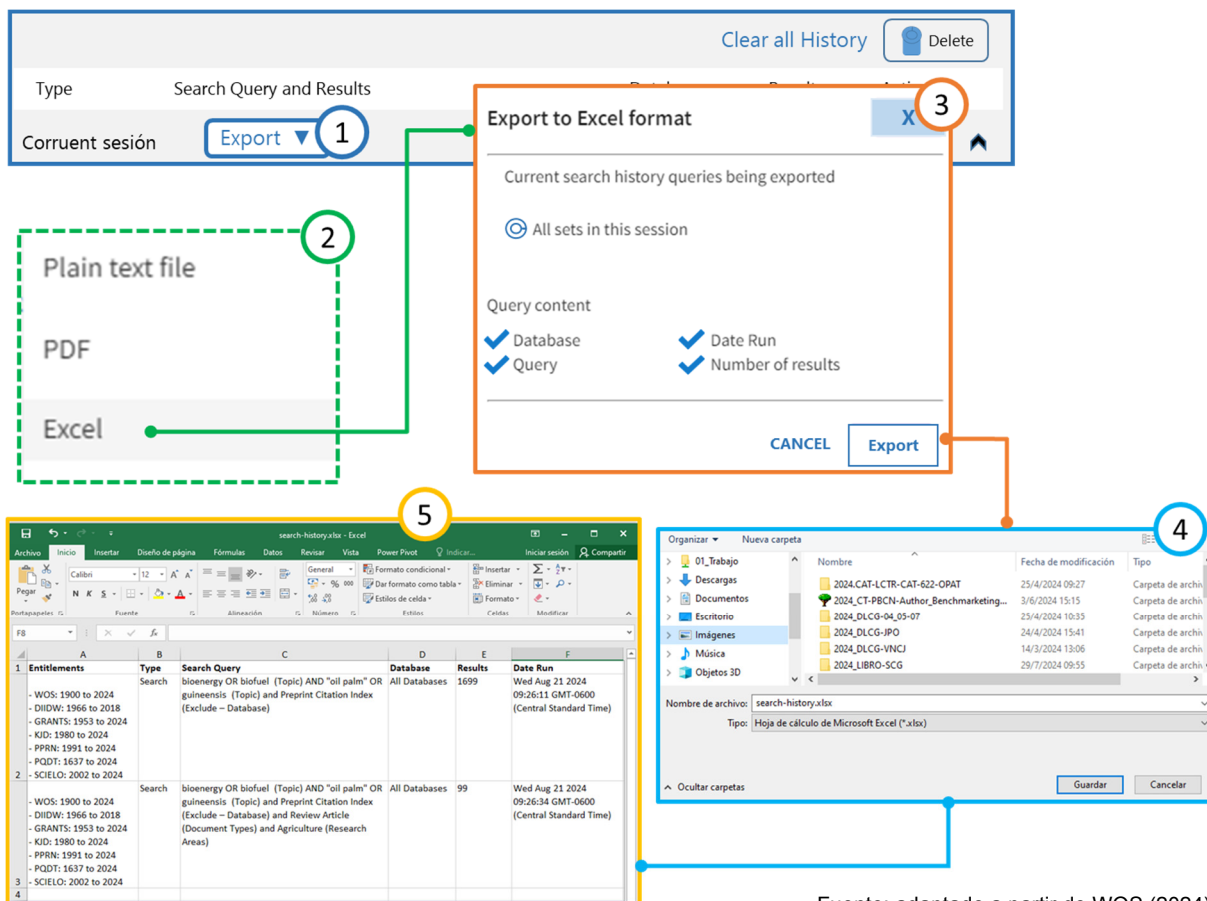 Clear all History
Delete
Type Search Query and Results
Corruent sesión Export ▼ 1
2
Plain text file
PDF
Excel
Export to Excel format X 3
Current search history queries being exported
All sets in this session
Query content
Database Date Run
Query Number of results
CANCEL Export
5
search-history.xlsa - Excel
Archivo Inicio Insertar Diseño de página Fórmulas Datos Revisar Vista Power Pivot Indicar... Iniciar sesión Compartir
Pegar Calibri 12 A A General Formato condicional Insertar
N K S % 000 Dar formato como tabla Eliminar
Estilos de celda Formato
Portapapeles Fuente Alineación Número Estilos Celdas Modificar
F8 fx
A B C D E F
1 Entitlements Type Search Query Database Results Date Run
Search bioenergy OR biofuel (Topic) AND "oil palm" OR All Databases 1699 Wed Aug 21 2024
- WOS: 1900 to 2024 guineensis (Topic) and Preprint Citation Index 09:26:11 GMT-0600
- DIIDW: 1966 to 2018 (Exclude – Database) (Central Standard Time)
- GRANTS: 1953 to 2024
- KJD: 1980 to 2024
- PPRN: 1991 to 2024
- PQDT: 1637 to 2024
2 - SCIELO: 2002 to 2024
Search bioenergy OR biofuel (Topic) AND "oil palm" OR All Databases 99 Wed Aug 21 2024
- WOS: 1900 to 2024 guineensis (Topic) and Preprint Citation Index 09:26:34 GMT-0600
- DIIDW: 1966 to 2018 (Exclude – Database) and Review Article (Central Standard Time)
- GRANTS: 1953 to 2024 (Document Types) and Agriculture (Research
- KJD: 1980 to 2024 Areas)
- PPRN: 1991 to 2024
- PQDT: 1637 to 2024
3 - SCIELO: 2002 to 2024
4
4
Organizar Nueva carpeta
01_Trabajo Nombre Fecha de modificación Tipo
Descargas 2024.CAT-LCTR-CAT-622-OPAT 25/4/2024 09:27 Carpeta de archiv
Documentos 2024_CT-PBCN-Author_Benchmarketing... 3/6/2024 15:15 Carpeta de archiv
Escritorio 2024_DLCG-04_05-07 25/4/2024 10:35 Carpeta de archiv
Imágenes 2024_DLCG-JPO 24/4/2024 15:41 Carpeta de archiv
Música 2024_DLCG-VNCJ 14/3/2024 13:06 Carpeta de archiv
Objetos 3D 2024_LIBRO-SCG 29/7/2024 09:55 Carpeta de archiv
Nombre de archivo: search-history.xlsx
Tipo: Hoja de cálculo de Microsoft Excel (*.xlsx)
Ocultar carpetas Guardar Cancelar